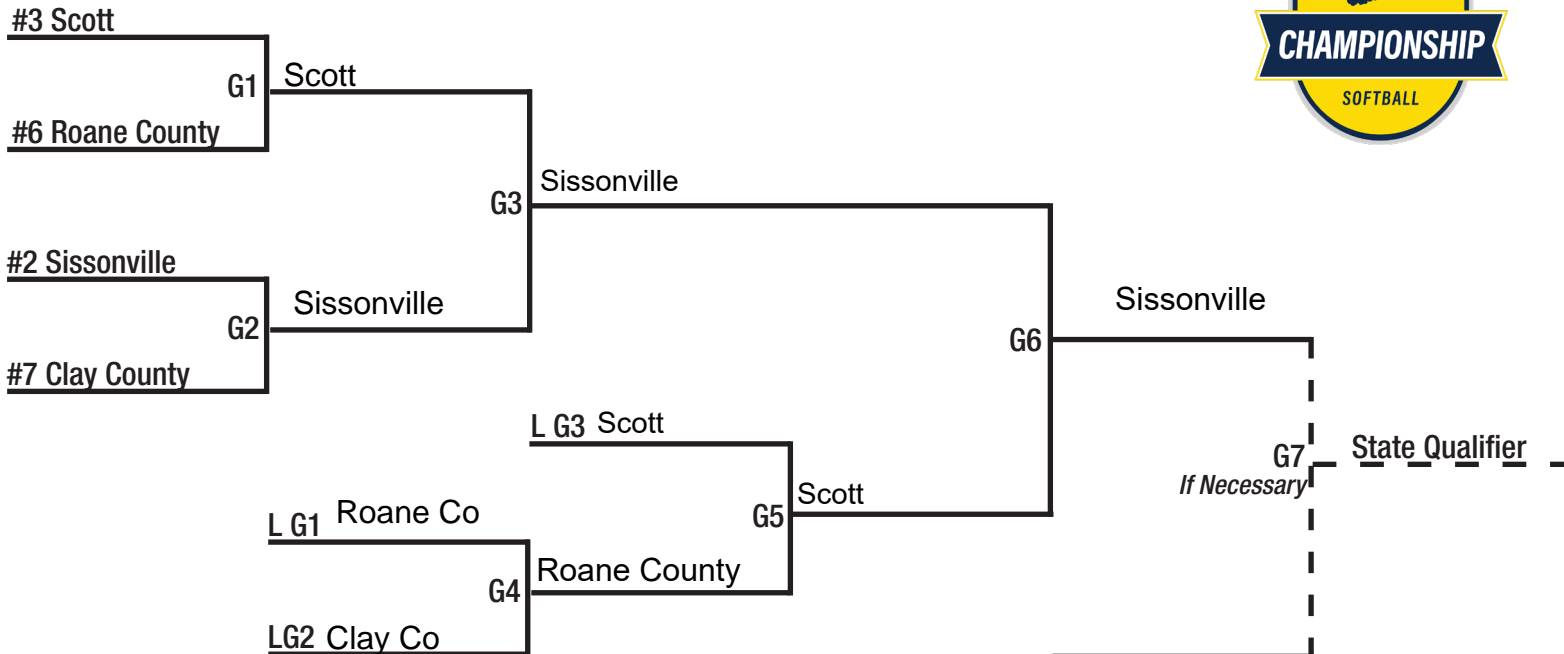 #3 Scott
G1
Scott
#6 Roane County
CHAMPIONSHIP
SOFTBALL
G3
Sissonville
#2 Sissonville
G2
Sissonville
#7 Clay County
G6
Sissonville
L G3 Scott
G7
If Necessary
State Qualifier
G5
Scott
L G1 Roane Co
G4
Roane County
LG2 Clay Co